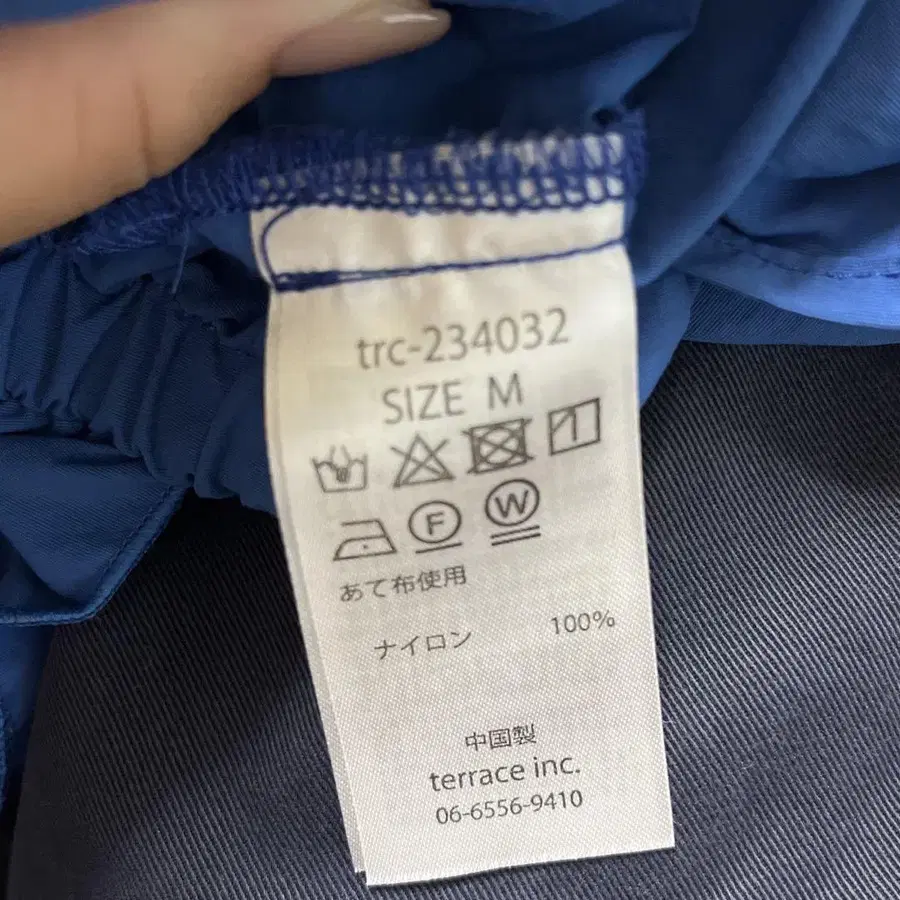 trc-234032
SIZE M
F W
あて布使用
ナイロン 100%
中国製
terrace inc.
06-6556-9410